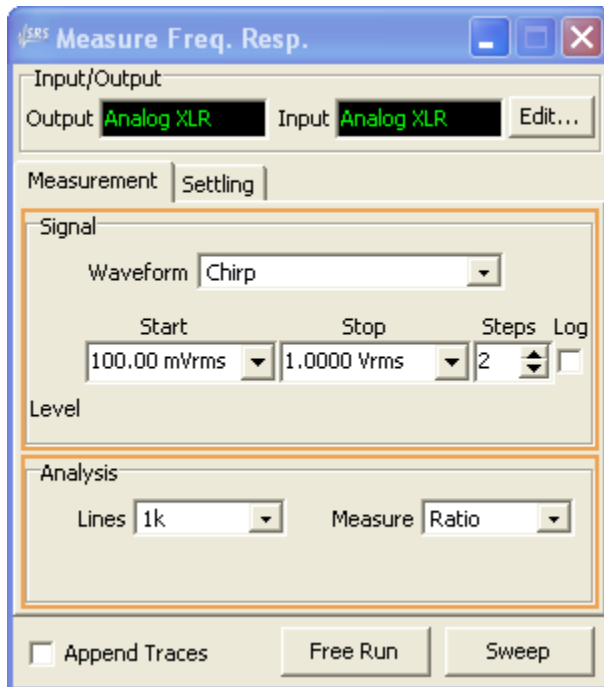 SRS Measure Freq. Resp.
Input/Output
Output Analog XLR Input Analog XLR Edit...
Measurement Settling
Signal
Waveform Chirp
Start Stop Steps Log
100.00 mVrms 1.0000 Vrms 2
Level
Analysis
Lines 1k Measure Ratio
Append Traces Free Run Sweep